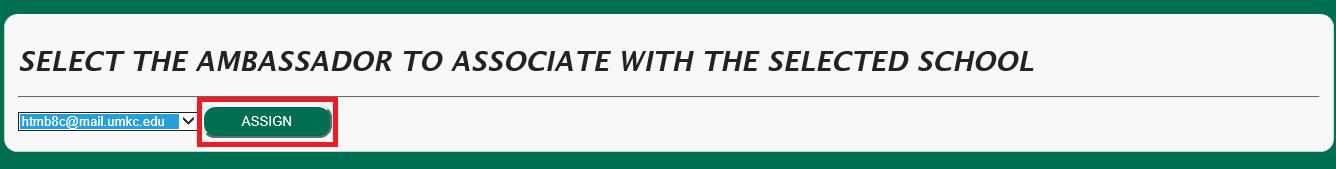 SELECT THE AMBASSADOR TO ASSOCIATE WITH THE SELECTED SCHOOL
htmb8c@mail.umkc.edu ASSIGN